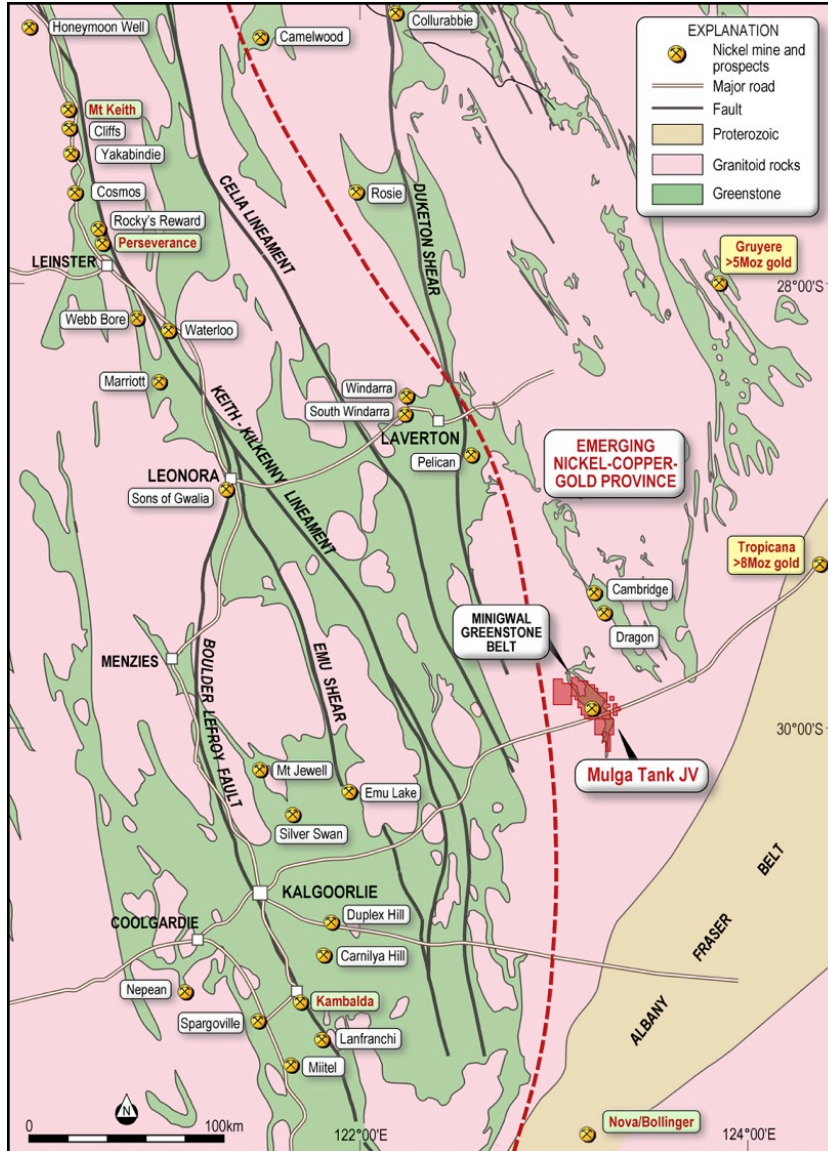 Honeymoon Well
Camelwood
Collurabbie
EXPLANATION
Nickel mine and
prospects
Major road
Fault
Proterozoic
Granitoid rocks
Greenstone
Mt Keith
Cliffs
Yakabindie
Cosmos
Rocky's Reward
Perseverance
LEINSTER
CELIA LINEAMENT
Rosie
DUKETON SHEAR
Gruyere
>5Moz gold
28°00'S
Webb Bore
Waterloo
Marriott
KEITH - KILKENNY LINEAMENT
Windarra
South Windarra
LAVERTON
Pelican
LEONORA
Sons of Gwalia
EMERGING
NICKEL-COPPER-
GOLD PROVINCE
Tropicana
>8Moz gold
Cambridge
Dragon
MINIGWAL
GREENSTONE
BELT
MENZIES
BOULDER LEFROY FAULT
EMU SHEAR
30°00'S
Mulga Tank JV
Mt Jewell
Emu Lake
Silver Swan
KALGOORLIE
COOLGARDIE
Duplex Hill
Carnilya Hill
Nepean
Kambalda
Spargoville
Lanfranchi
Miitel
ALBANY FRASER BELT
Nova/Bollinger
N
0 100km
122°00'E
124°00'E